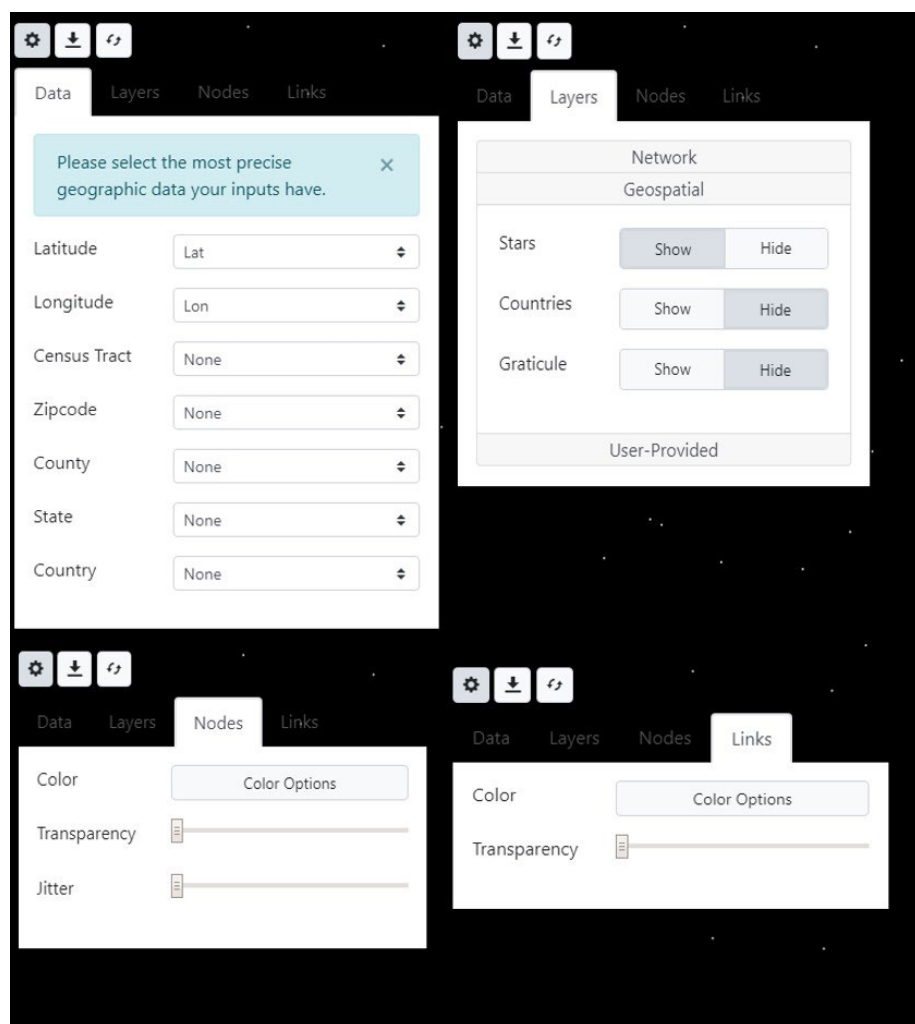 Data Layers Nodes Links
Please select the most precise
geographic data your inputs have.
×
Latitude Lat
Longitude Lon
Census Tract None
Zipcode None
County None
State None
Country None
Data Layers Nodes Links
Network
Geospatial
Stars Show Hide
Countries Show Hide
Graticule Show Hide
User-Provided
Data Layers Nodes Links
Color Color Options
Transparency
Jitter
Data Layers Nodes Links
Color Color Options
Transparency